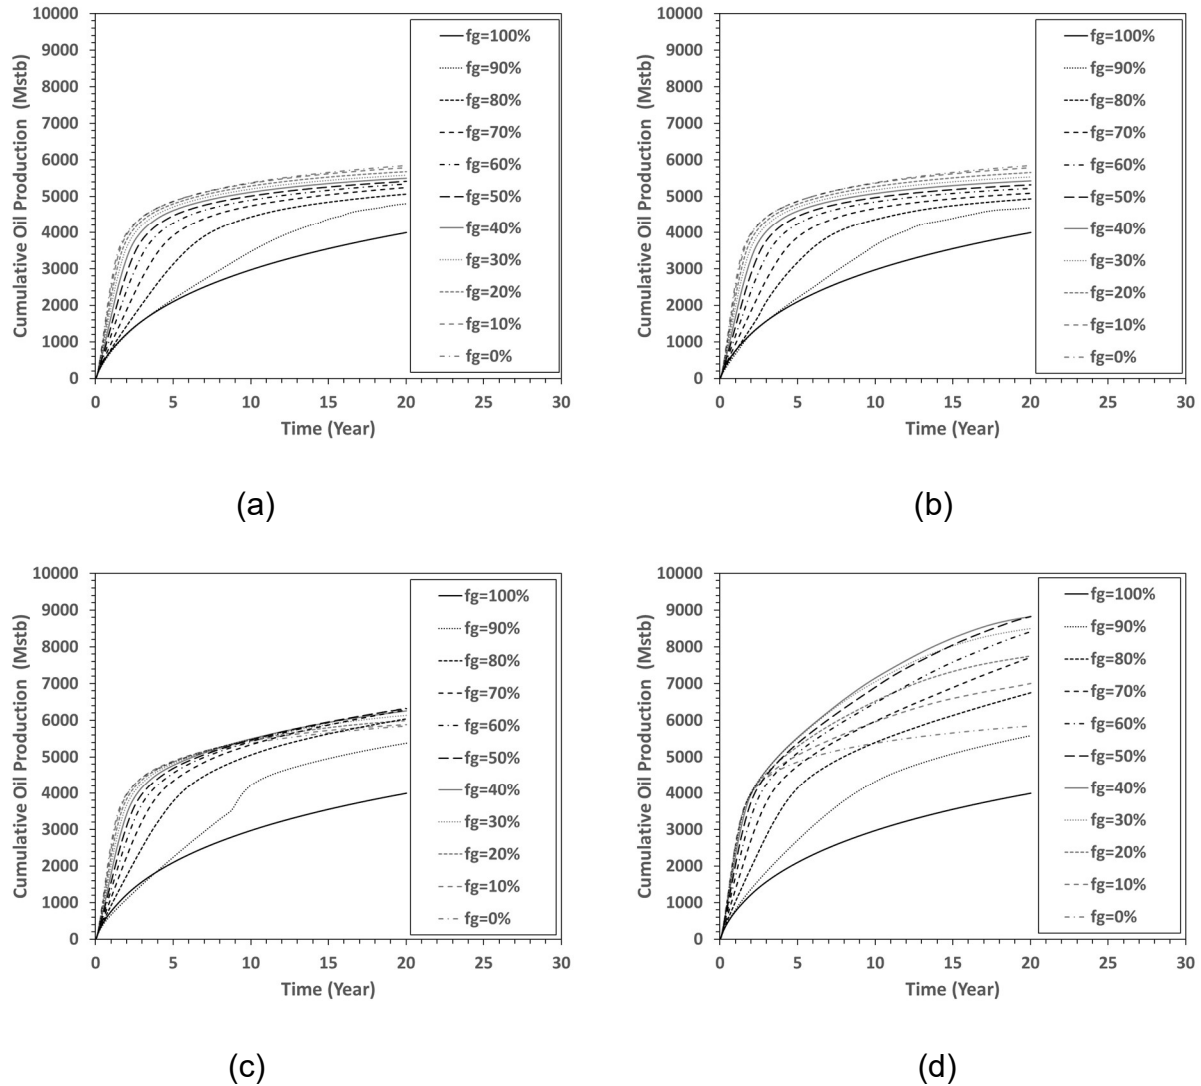 Cumulative Oil Production (Mstb)
10000
9000
8000
7000
6000
5000
4000
3000
2000
1000
0
0 5 10 15 20 25 30
Time (Year)
fg=100%
fg=90%
fg=80%
fg=70%
fg=60%
fg=50%
fg=40%
fg=30%
fg=20%
fg=10%
fg=0%
(a)
Cumulative Oil Production (Mstb)
10000
9000
8000
7000
6000
5000
4000
3000
2000
1000
0
0 5 10 15 20 25 30
Time (Year)
fg=100%
fg=90%
fg=80%
fg=70%
fg=60%
fg=50%
fg=40%
fg=30%
fg=20%
fg=10%
fg=0%
(b)
Cumulative Oil Production (Mstb)
10000
9000
8000
7000
6000
5000
4000
3000
2000
1000
0
0 5 10 15 20 25 30
Time (Year)
fg=100%
fg=90%
fg=80%
fg=70%
fg=60%
fg=50%
fg=40%
fg=30%
fg=20%
fg=10%
fg=0%
(c)
Cumulative Oil Production (Mstb)
10000
9000
8000
7000
6000
5000
4000
3000
2000
1000
0
0 5 10 15 20 25 30
Time (Year)
fg=100%
fg=90%
fg=80%
fg=70%
fg=60%
fg=50%
fg=40%
fg=30%
fg=20%
fg=10%
fg=0%
(d)